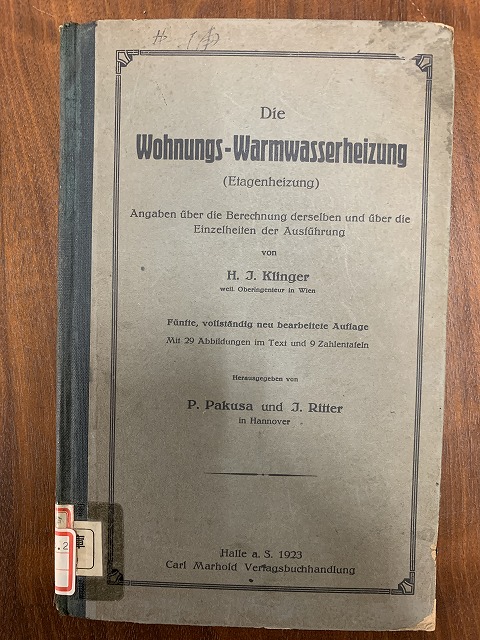 Die
Wohnungs-Warmwasserheizung
(Etagenheizung)
Angaben über die Berechnung derselben und über die
Einzelheiten der Ausführung
von
H. J. Klinger
weil. Oberingenieur in Wien
Fünfte, vollständig neu bearbeitete Auflage
Mit 29 Abbildungen im Text und 9 Zahlentafeln
Herausgegeben von
P. Pakusa und J. Ritter
in Hannover
Halle a. S. 1923
Carl Marhold Verlagsbuchhandlung